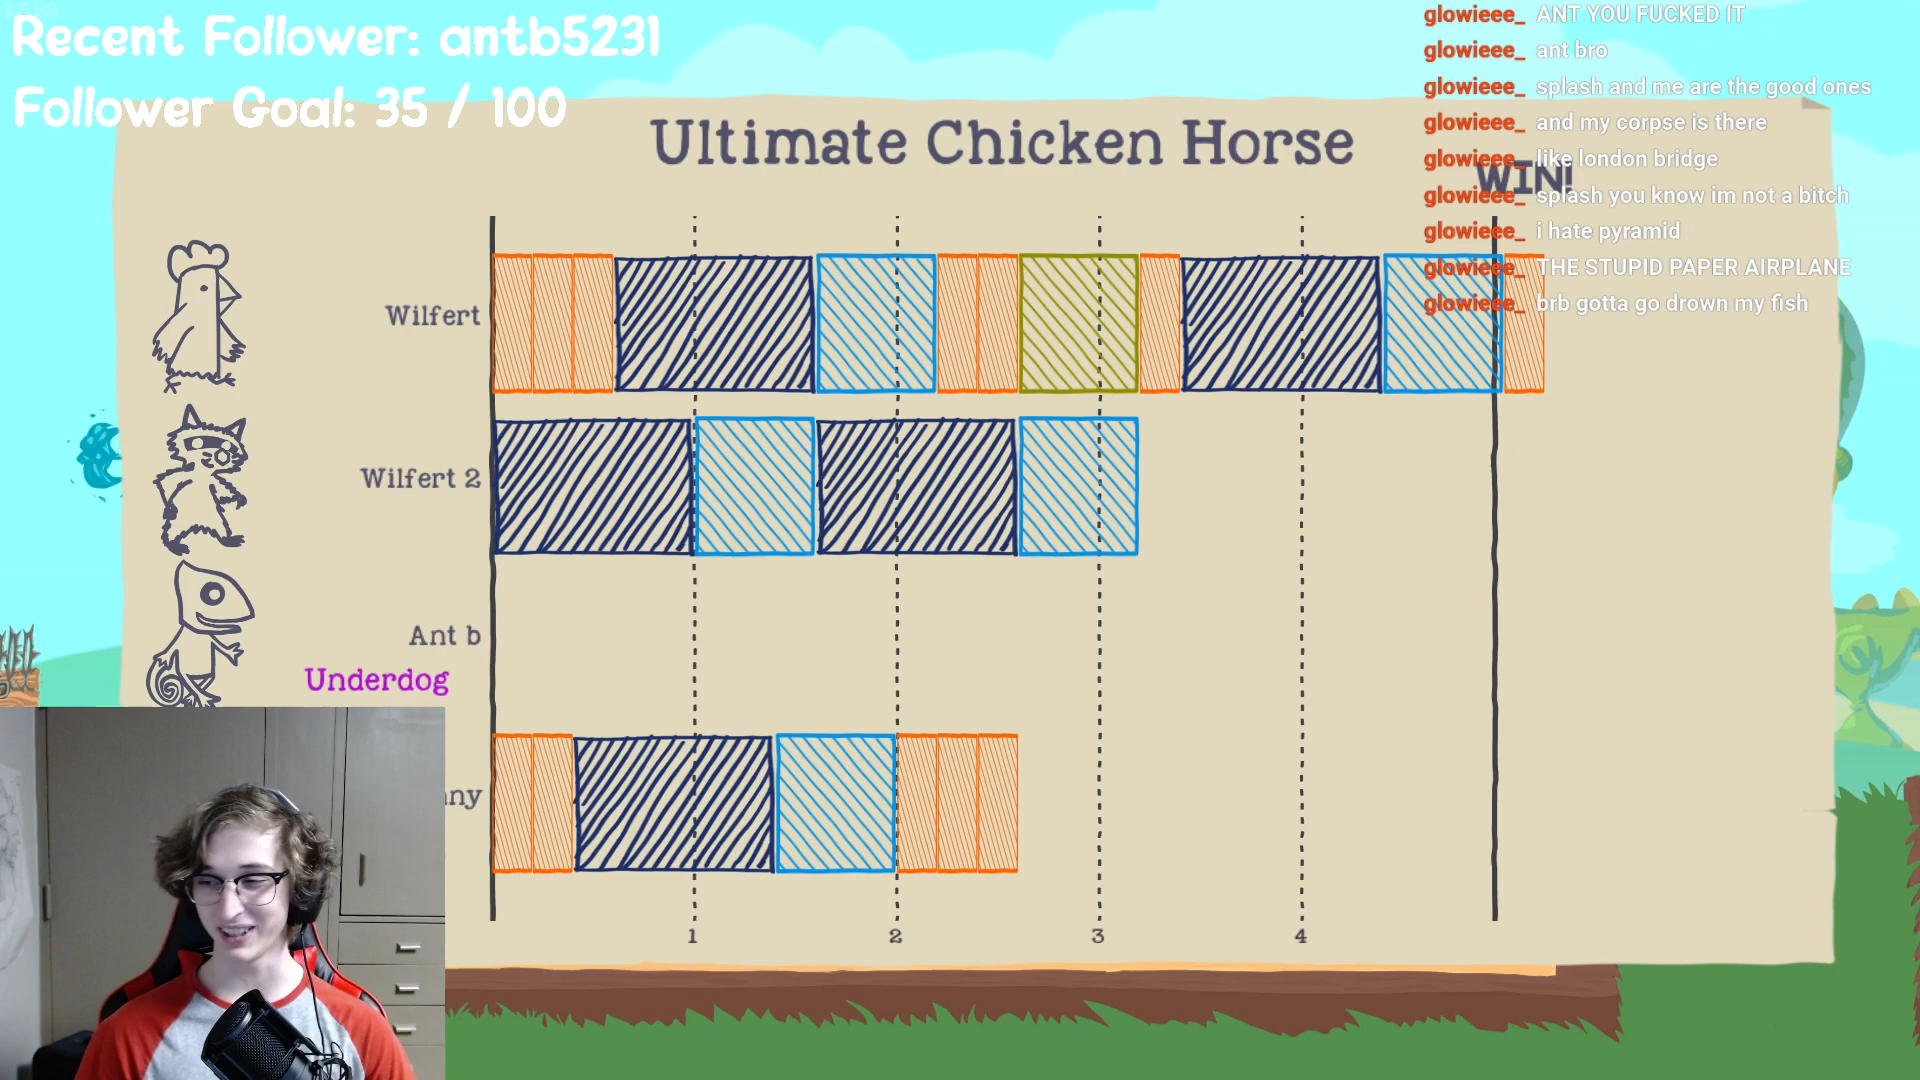 Recent Follower: antb5231
Follower Goal: 35 / 100
glowieee_ ANT YOU FUCKED IT
glowieee_ ant bro
glowieee_ splash and me are the good ones
glowieee_ and my corpse is there
glowieee_ like london bridge
glowieee_ splash you know im not a bitch
glowieee_ i hate pyramid
glowieee_ THE STUPID PAPER AIRPLANE
glowieee_ brb gotta go drown my fish
Ultimate Chicken Horse
WIN!
Wilfert
Wilfert 2
Ant b
Underdog
ny
1 2 3 4